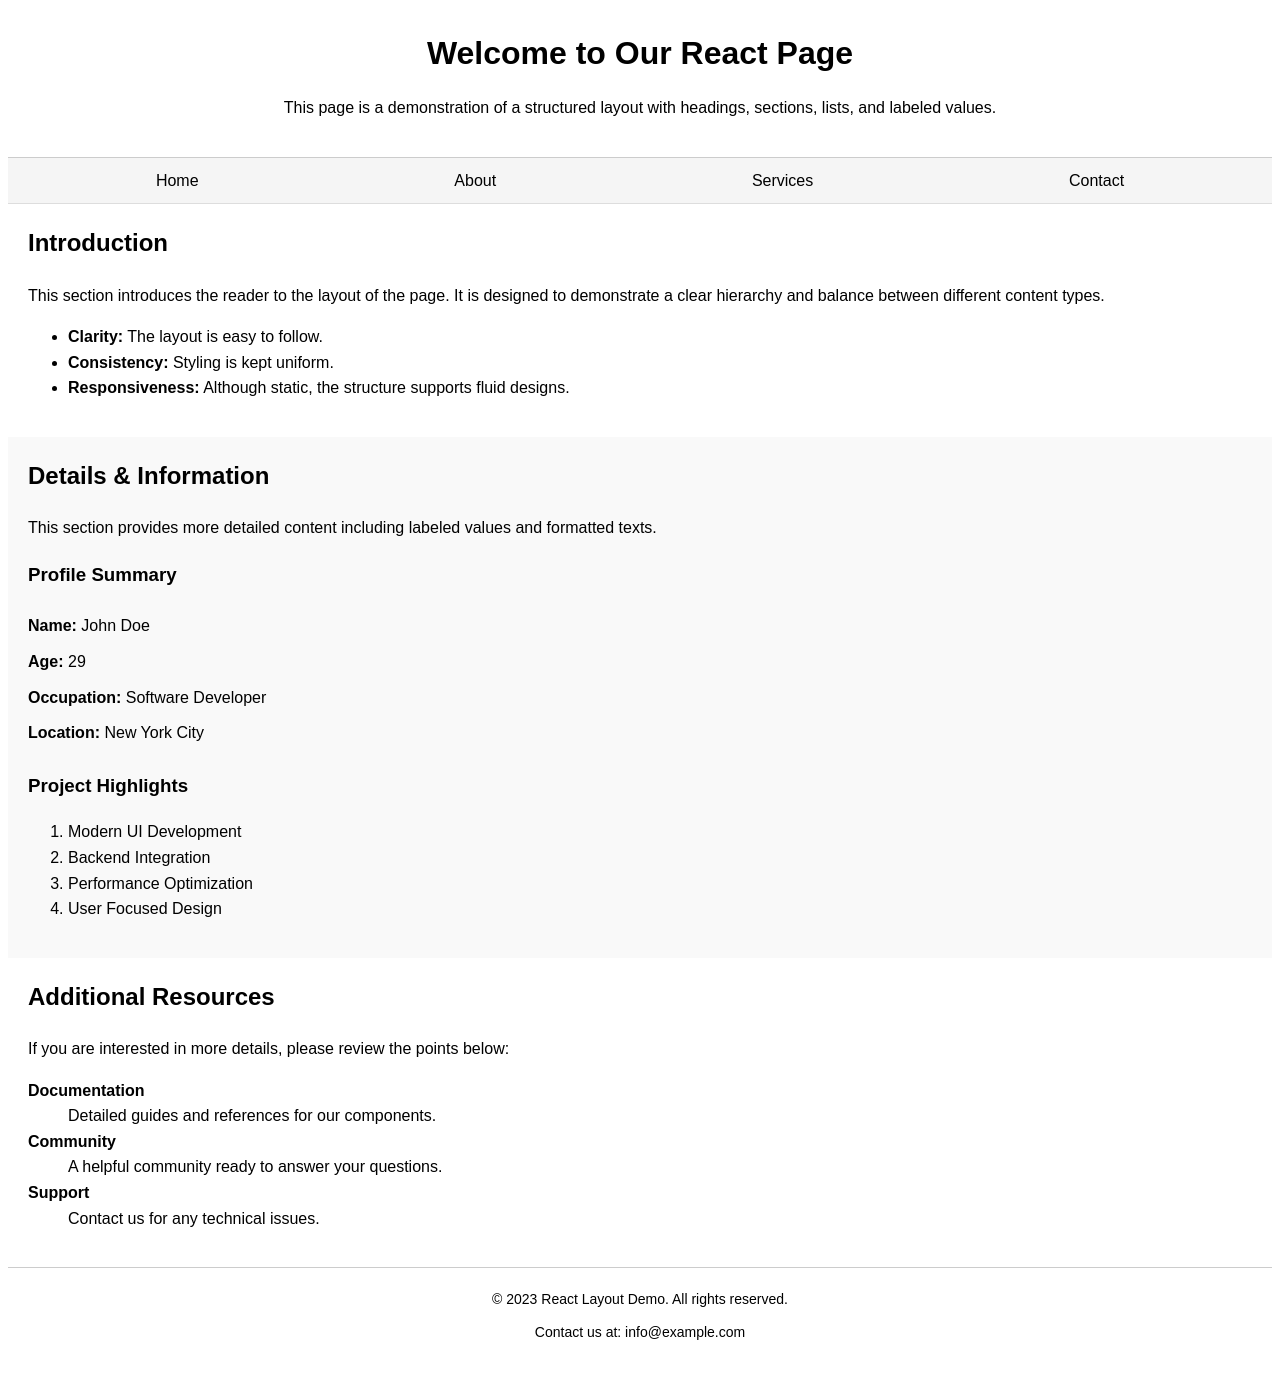 Welcome to Our React Page
This page is a demonstration of a structured layout with headings, sections, lists, and labeled values.
Home About Services Contact
Introduction
This section introduces the reader to the layout of the page. It is designed to demonstrate a clear hierarchy and balance between different content types.
• Clarity: The layout is easy to follow.
• Consistency: Styling is kept uniform.
• Responsiveness: Although static, the structure supports fluid designs.
Details & Information
This section provides more detailed content including labeled values and formatted texts.
Profile Summary
Name: John Doe
Age: 29
Occupation: Software Developer
Location: New York City
Project Highlights
1. Modern UI Development
2. Backend Integration
3. Performance Optimization
4. User Focused Design
Additional Resources
If you are interested in more details, please review the points below:
Documentation
Detailed guides and references for our components.
Community
A helpful community ready to answer your questions.
Support
Contact us for any technical issues.
© 2023 React Layout Demo. All rights reserved.
Contact us at: info@example.com